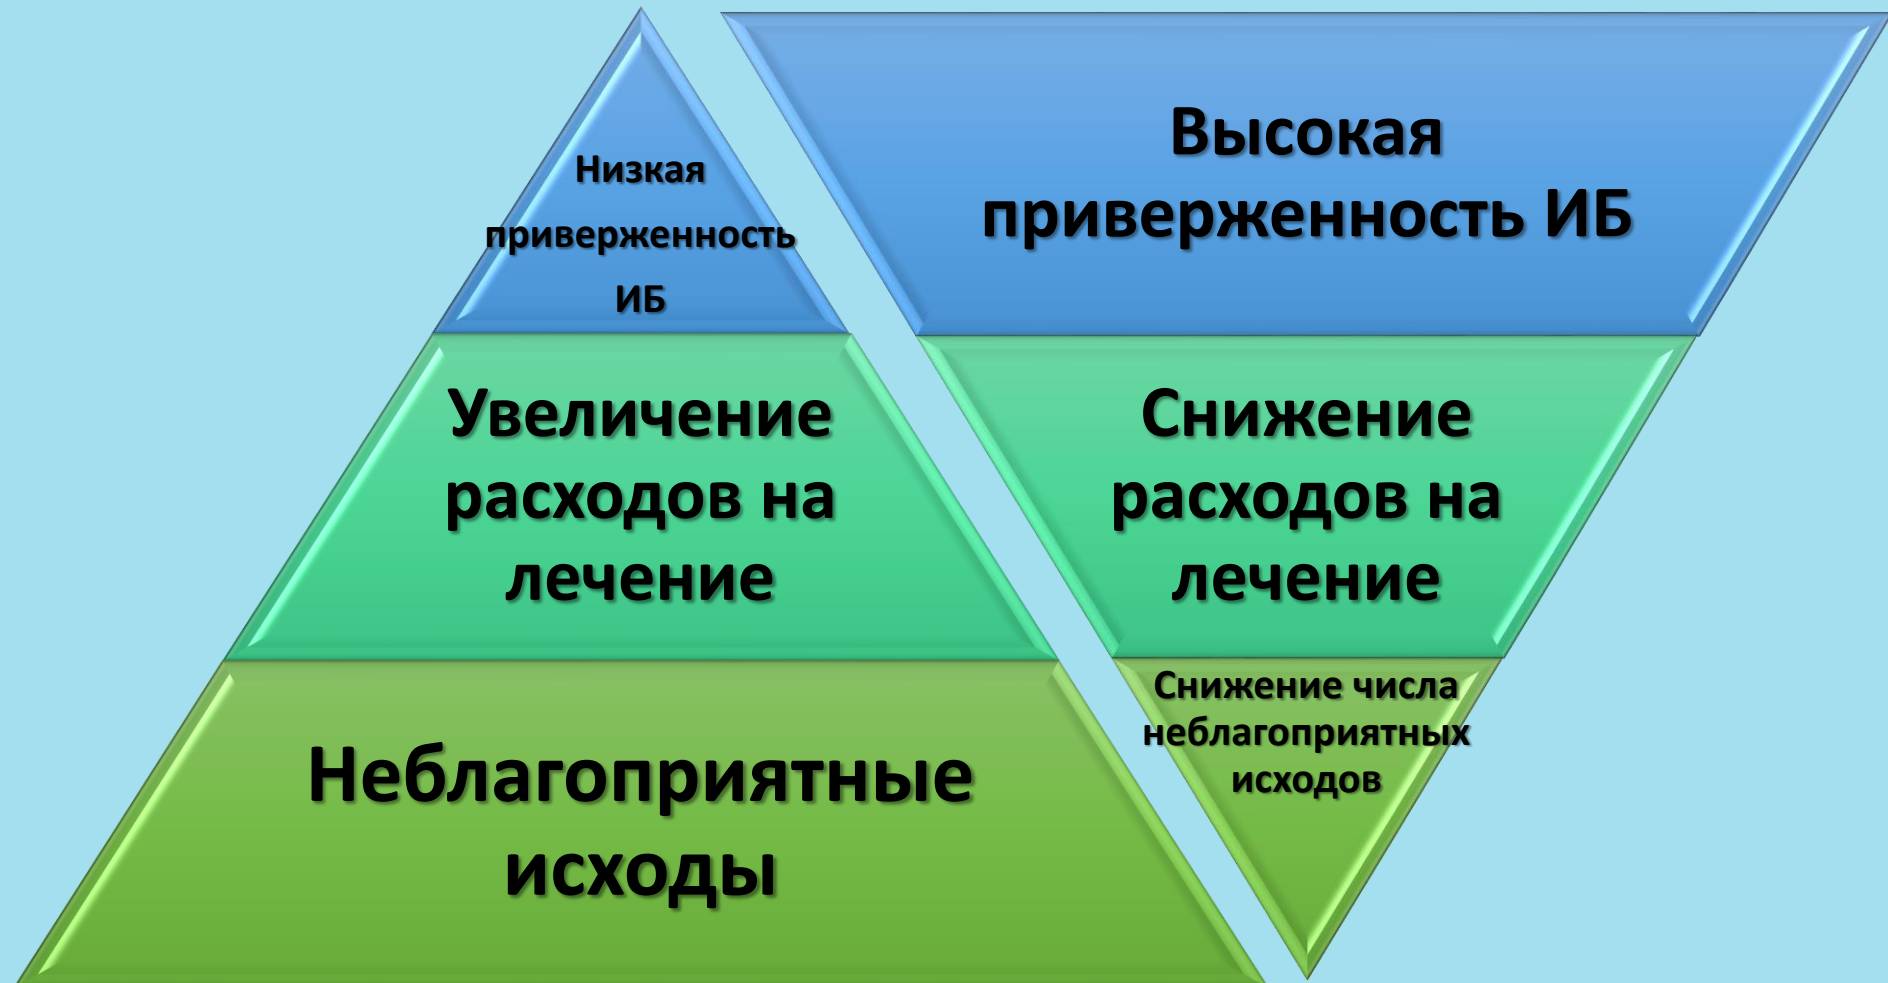 Низкая
приверженность
ИБ
Увеличение
расходов на
лечение
Неблагоприятные
исходы
Высокая
приверженность ИБ
Снижение
расходов на
лечение
Снижение числа
неблагоприятных
исходов